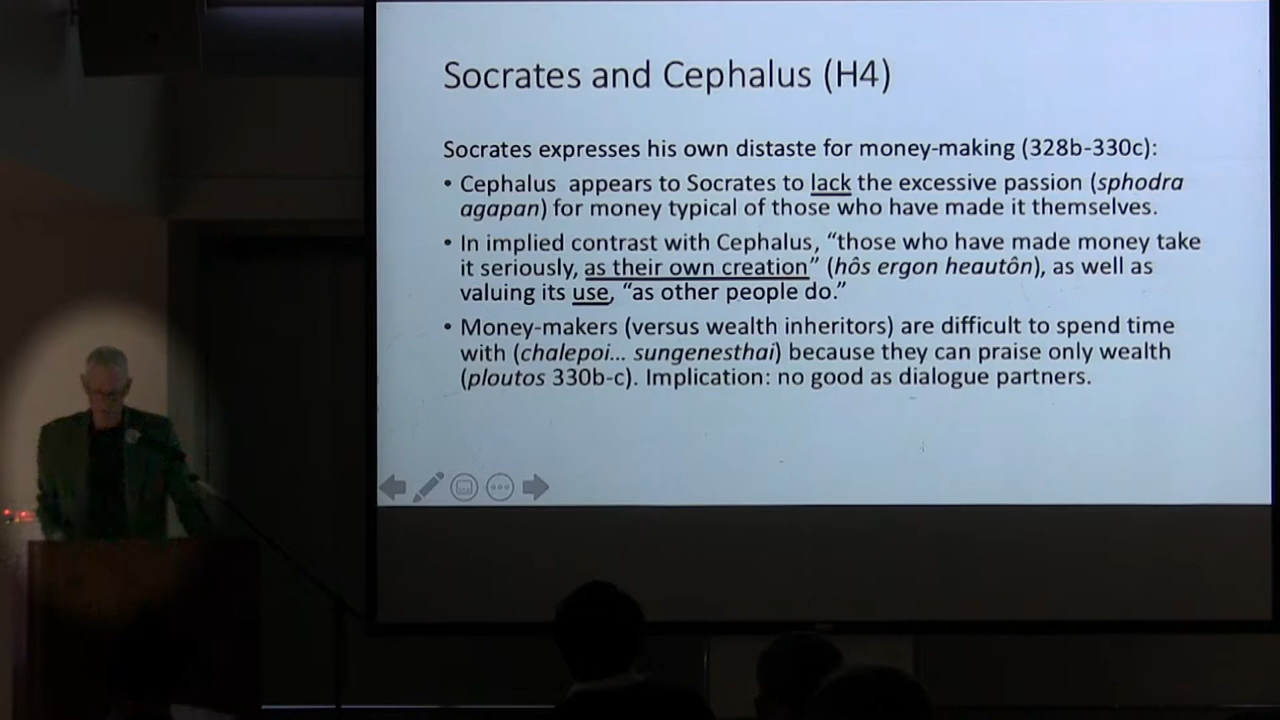 Socrates and Cephalus (H4)
Socrates expresses his own distaste for money-making (328b-330c):
• Cephalus appears to Socrates to lack the excessive passion (sphodra
agapan) for money typical of those who have made it themselves.
• In implied contrast with Cephalus, “those who have made money take
it seriously, as their own creation” (hôs ergon heautôn), as well as
valuing its use, “as other people do.”
• Money-makers (versus wealth inheritors) are difficult to spend time
with (chalepoi... sungenesthai) because they can praise only wealth
(ploutos 330b-c). Implication: no good as dialogue partners.